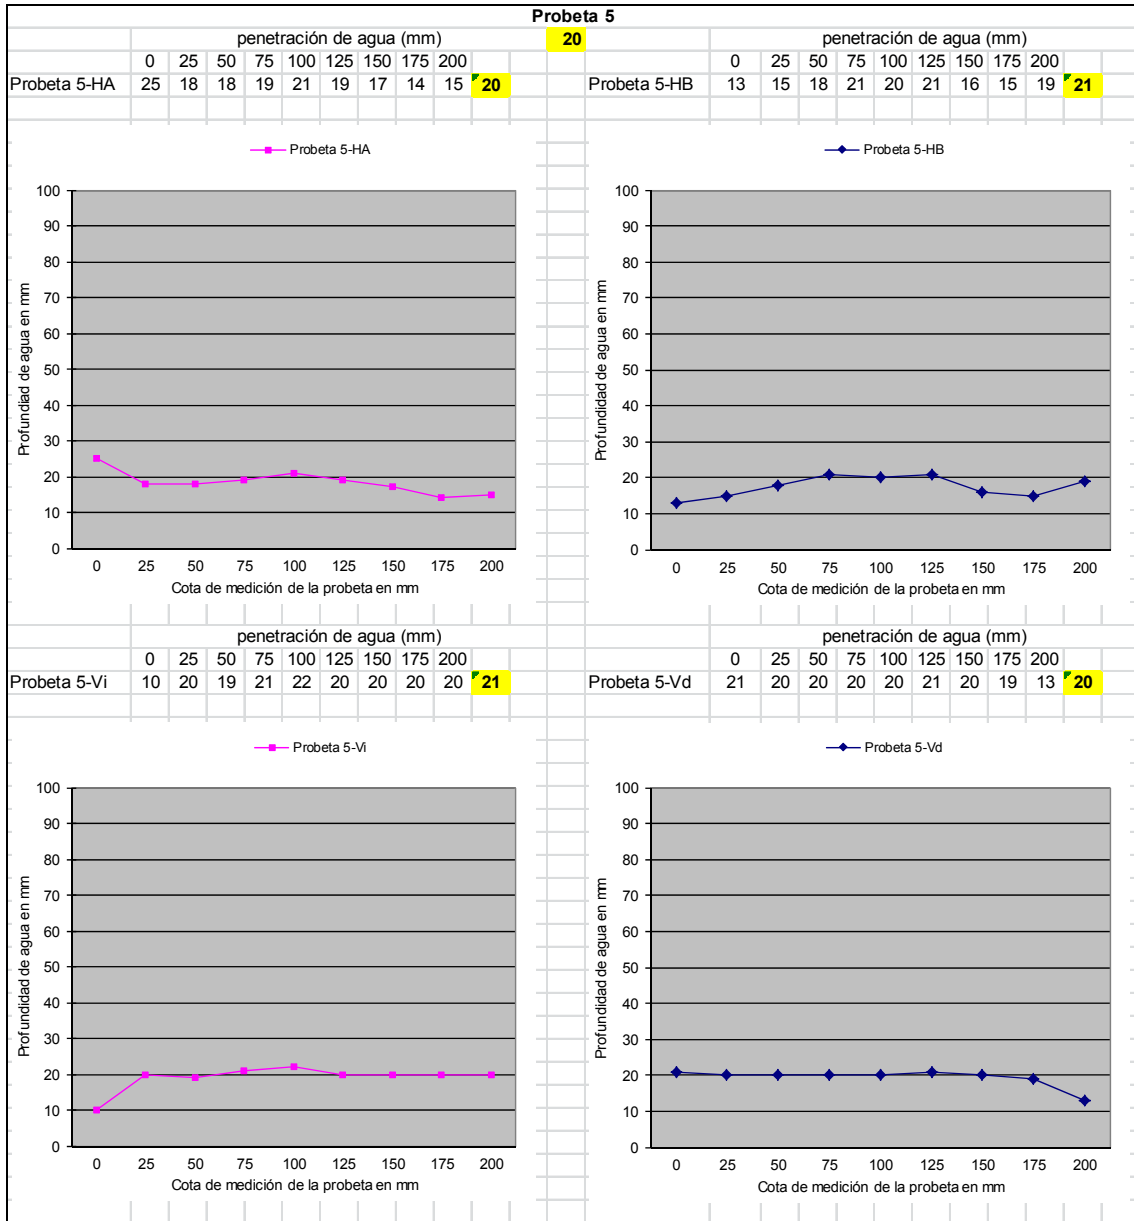 Probeta 5
penetración de agua (mm) 20 penetración de agua (mm)
0 25 50 75 100 125 150 175 200 0 25 50 75 100 125 150 175 200
Probeta 5-HA 25 18 18 19 21 19 17 14 15 20 Probeta 5-HB 13 15 18 21 20 21 16 15 19 21
Probeta 5-HA
100
90
80
70
60
50
40
30
20
10
0
Profundiad de agua en mm
0 25 50 75 100 125 150 175 200
Cota de medición de la probeta en mm
Probeta 5-HB
100
90
80
70
60
50
40
30
20
10
0
Profundidad de agua en mm
0 25 50 75 100 125 150 175 200
Cota de medición de la probeta en mm
penetración de agua (mm) penetración de agua (mm)
0 25 50 75 100 125 150 175 200 0 25 50 75 100 125 150 175 200
Probeta 5-Vi 10 20 19 21 22 20 20 20 20 21 Probeta 5-Vd 21 20 20 20 20 21 20 19 13 20
Probeta 5-Vi
100
90
80
70
60
50
40
30
20
10
0
Profundidad de agua en mm
0 25 50 75 100 125 150 175 200
Cota de medición de la probeta en mm
Probeta 5-Vd
100
90
80
70
60
50
40
30
20
10
0
Profundidad de agua en mm
0 25 50 75 100 125 150 175 200
Cota de medición de la probeta en mm